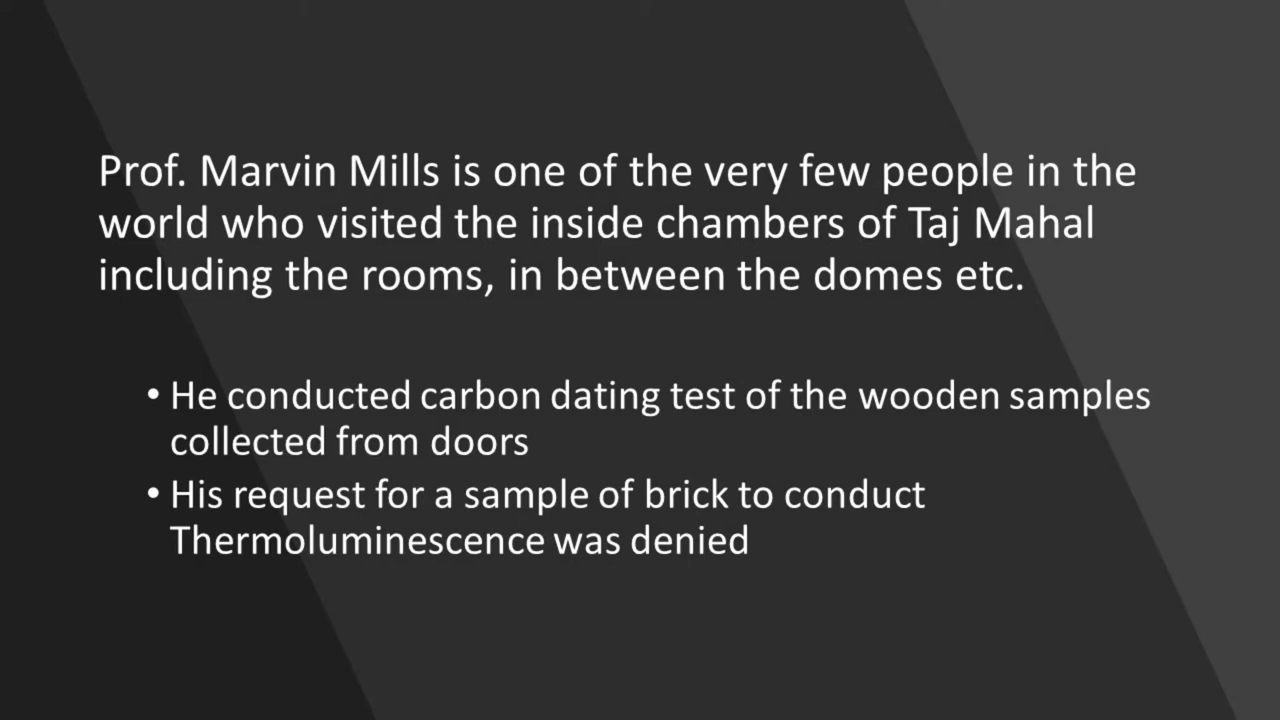 Prof. Marvin Mills is one of the very few people in the
world who visited the inside chambers of Taj Mahal
including the rooms, in between the domes etc.
• He conducted carbon dating test of the wooden samples
collected from doors
• His request for a sample of brick to conduct
Thermoluminescence was denied